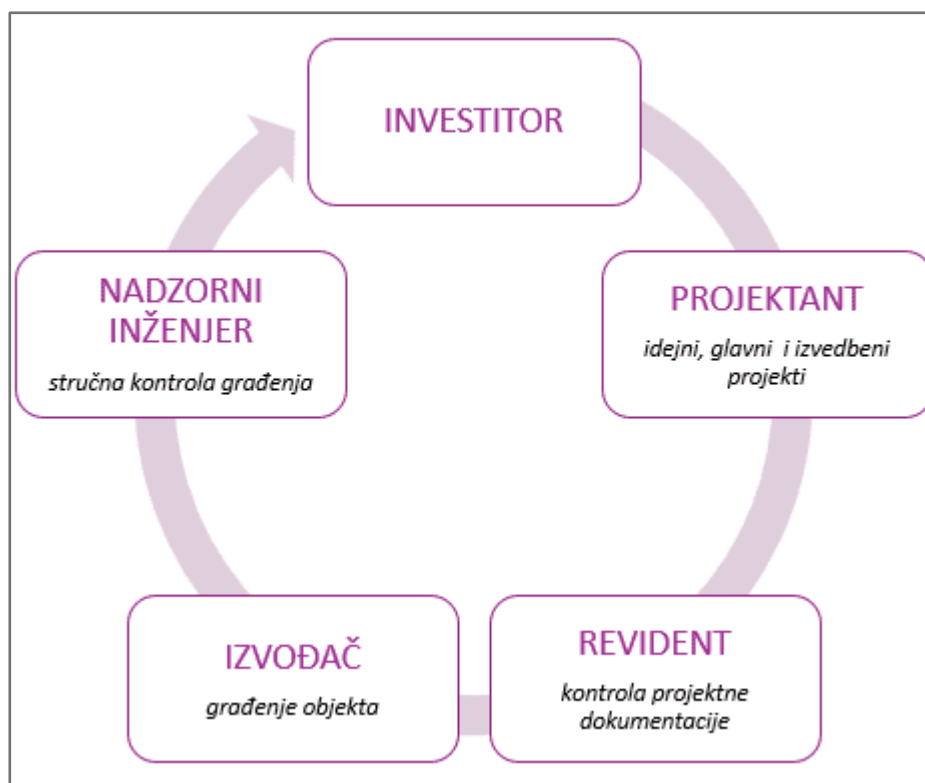 INVESTITOR
PROJEKTANT
idejni, glavni i izvedbeni
projekti
REVIDENT
kontrola projektne
dokumentacije
IZVOĐAČ
građenje objekta
NADZORNI
INŽENJER
stručna kontrola građenja